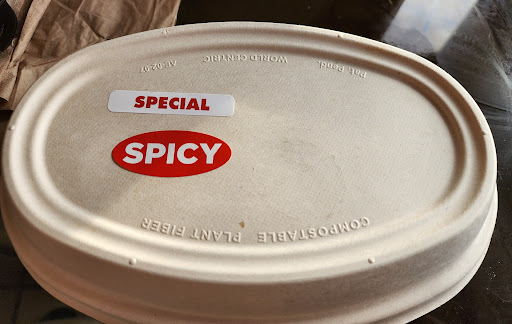 Pat. Pend. WORLD CENTRIC
SPECIAL
SPICY
COMPOSTABLE PLANT FIBER